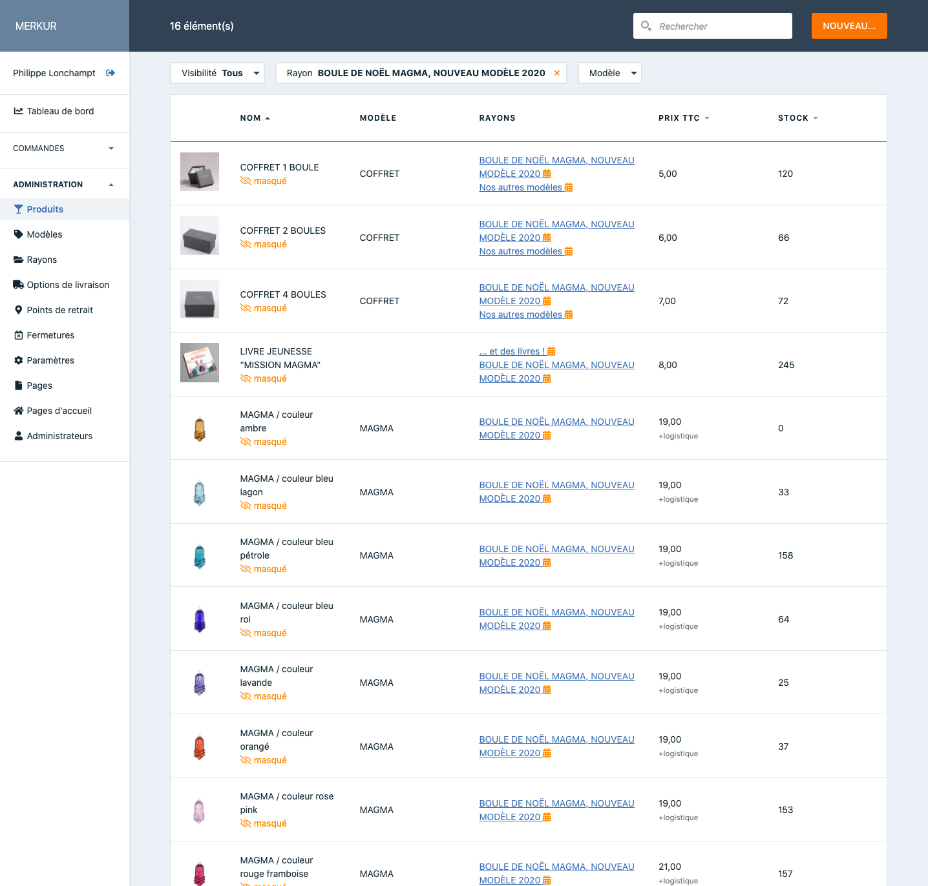 MERKUR
16 élément(s)
Rechercher
NOUVEAU...
Philippe Lonchampt
Tableau de bord
COMMANDES
ADMINISTRATION
Produits
Modèles
Rayons
Options de livraison
Points de retrait
Fermetures
Paramètres
Pages
Pages d'accueil
Administrateurs
Visibilité Tous
Rayon BOULE DE NOËL MAGMA, NOUVEAU MODÈLE 2020 ×
Modèle
NOM MODÈLE RAYONS PRIX TTC STOCK
COFFRET 1 BOULE
masqué
COFFRET
BOULE DE NOËL MAGMA, NOUVEAU
MODÈLE 2020
Nos autres modèles
5,00
120
COFFRET 2 BOULES
masqué
COFFRET
BOULE DE NOËL MAGMA, NOUVEAU
MODÈLE 2020
Nos autres modèles
6,00
66
COFFRET 4 BOULES
masqué
COFFRET
BOULE DE NOËL MAGMA, NOUVEAU
MODÈLE 2020
Nos autres modèles
7,00
72
LIVRE JEUNESSE
"MISSION MAGMA"
masqué
... et des livres !
BOULE DE NOËL MAGMA, NOUVEAU
MODÈLE 2020
8,00
245
MAGMA / couleur
ambre
masqué
MAGMA
BOULE DE NOËL MAGMA, NOUVEAU
MODÈLE 2020
19,00
+logistique
0
MAGMA / couleur bleu
lagon
masqué
MAGMA
BOULE DE NOËL MAGMA, NOUVEAU
MODÈLE 2020
19,00
+logistique
33
MAGMA / couleur bleu
pétrole
masqué
MAGMA
BOULE DE NOËL MAGMA, NOUVEAU
MODÈLE 2020
19,00
+logistique
158
MAGMA / couleur bleu
roi
masqué
MAGMA
BOULE DE NOËL MAGMA, NOUVEAU
MODÈLE 2020
19,00
+logistique
64
MAGMA / couleur
lavande
masqué
MAGMA
BOULE DE NOËL MAGMA, NOUVEAU
MODÈLE 2020
19,00
+logistique
25
MAGMA / couleur
orangé
masqué
MAGMA
BOULE DE NOËL MAGMA, NOUVEAU
MODÈLE 2020
19,00
+logistique
37
MAGMA / couleur rose
pink
masqué
MAGMA
BOULE DE NOËL MAGMA, NOUVEAU
MODÈLE 2020
19,00
+logistique
153
MAGMA / couleur
rouge framboise
MAGMA
BOULE DE NOËL MAGMA, NOUVEAU
MODÈLE 2020
21,00
+logistique
157